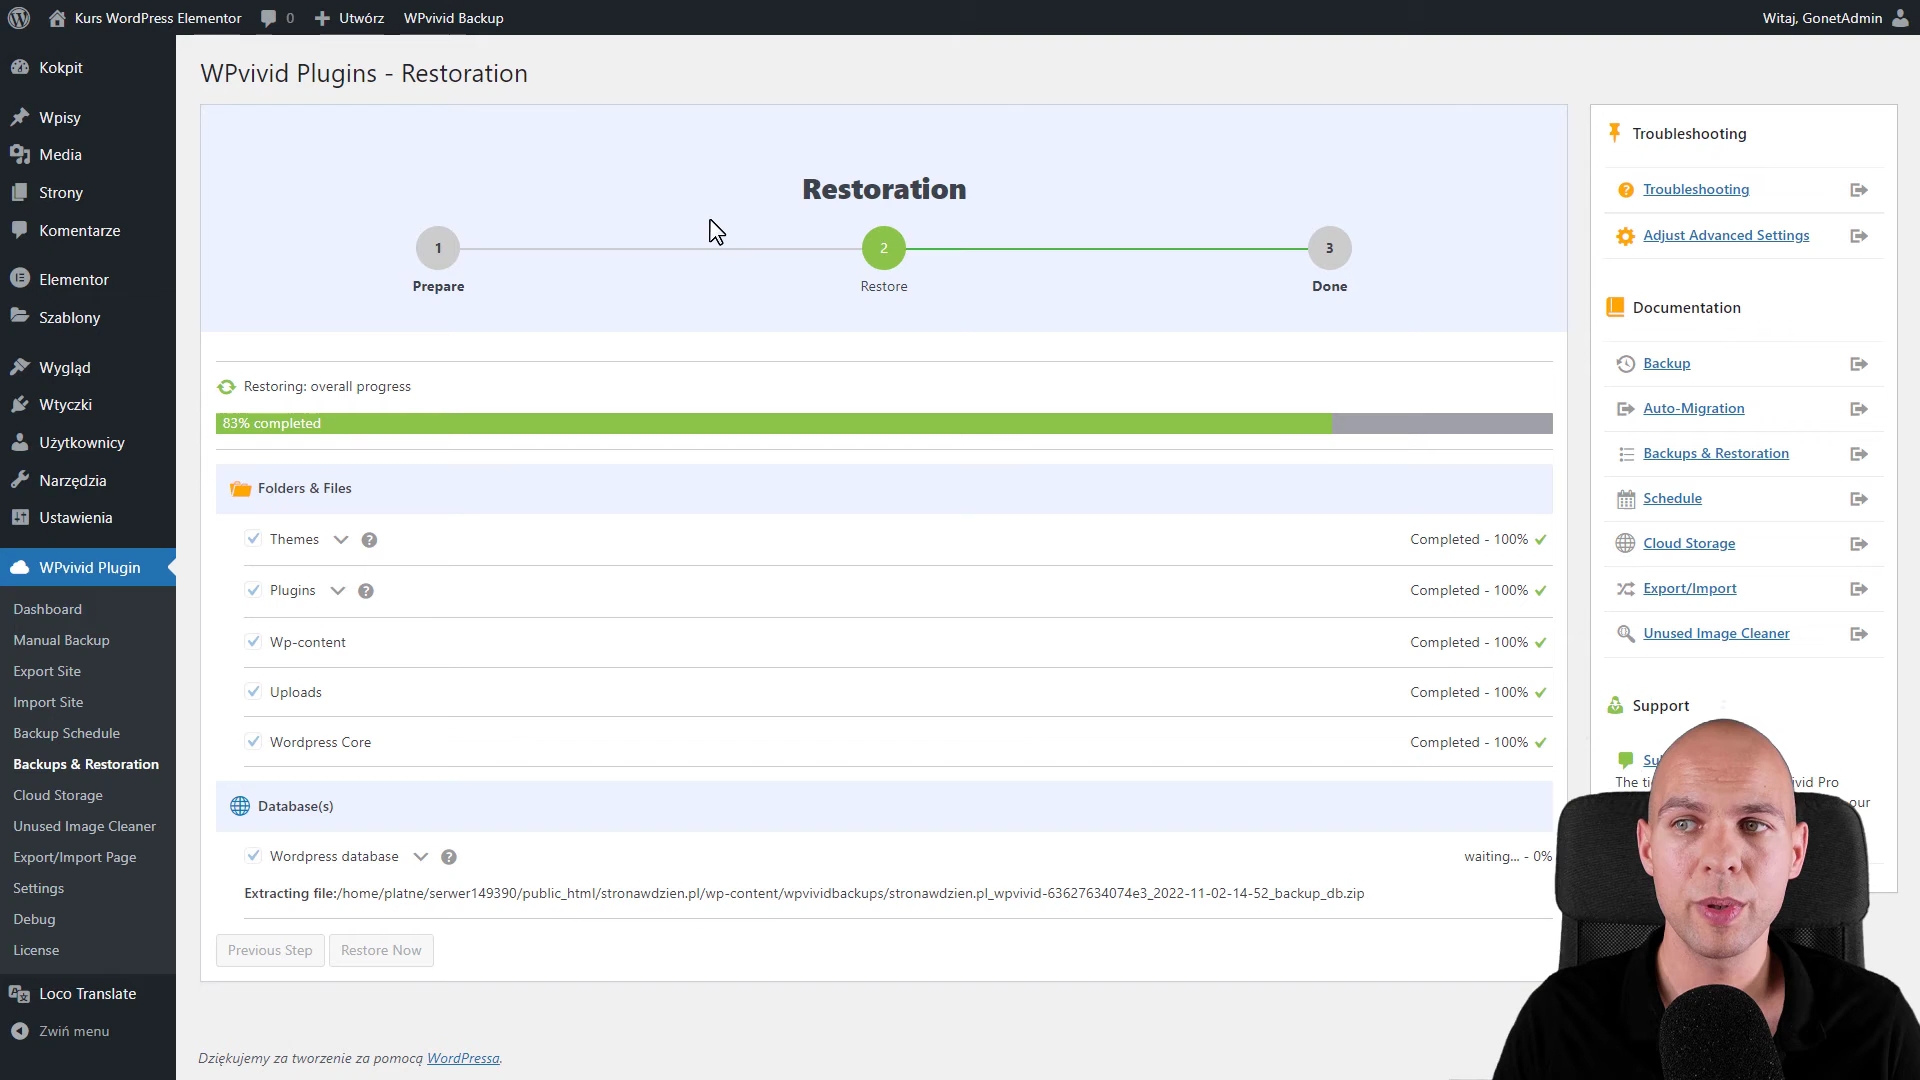 Kurs WordPress Elementor
0
Utwórz
WPvivid Backup
Witaj, GonetAdmin
Kokpit
Wpisy
Media
Strony
Komentarze
Elementor
Szablony
Wygląd
Wtyczki
Użytkownicy
Narzędzia
Ustawienia
WPvivid Plugin
Dashboard
Manual Backup
Export Site
Import Site
Backup Schedule
Backups & Restoration
Cloud Storage
Unused Image Cleaner
Export/Import Page
Settings
Debug
License
Loco Translate
Zwiń menu
WPvivid Plugins - Restoration
Restoration
1
2
3
Prepare
Restore
Done
Restoring: overall progress
83% completed
Folders & Files
Themes
Completed - 100%
Plugins
Completed - 100%
Wp-content
Completed - 100%
Uploads
Completed - 100%
Wordpress Core
Completed - 100%
Database(s)
Wordpress database
waiting... - 0%
Extracting file:/home/platne/serwer149390/public_html/stronawdzien.pl/wp-content/wpvividbackups/stronawdzien.pl_wpvivid-63627634074e3_2022-11-02-14-52_backup_db.zip
Previous Step
Restore Now
Dziękujemy za tworzenie za pomocą WordPressa.
Troubleshooting
Troubleshooting
Adjust Advanced Settings
Documentation
Backup
Auto-Migration
Backups & Restoration
Schedule
Cloud Storage
Export/Import
Unused Image Cleaner
Support
The
Pro
our